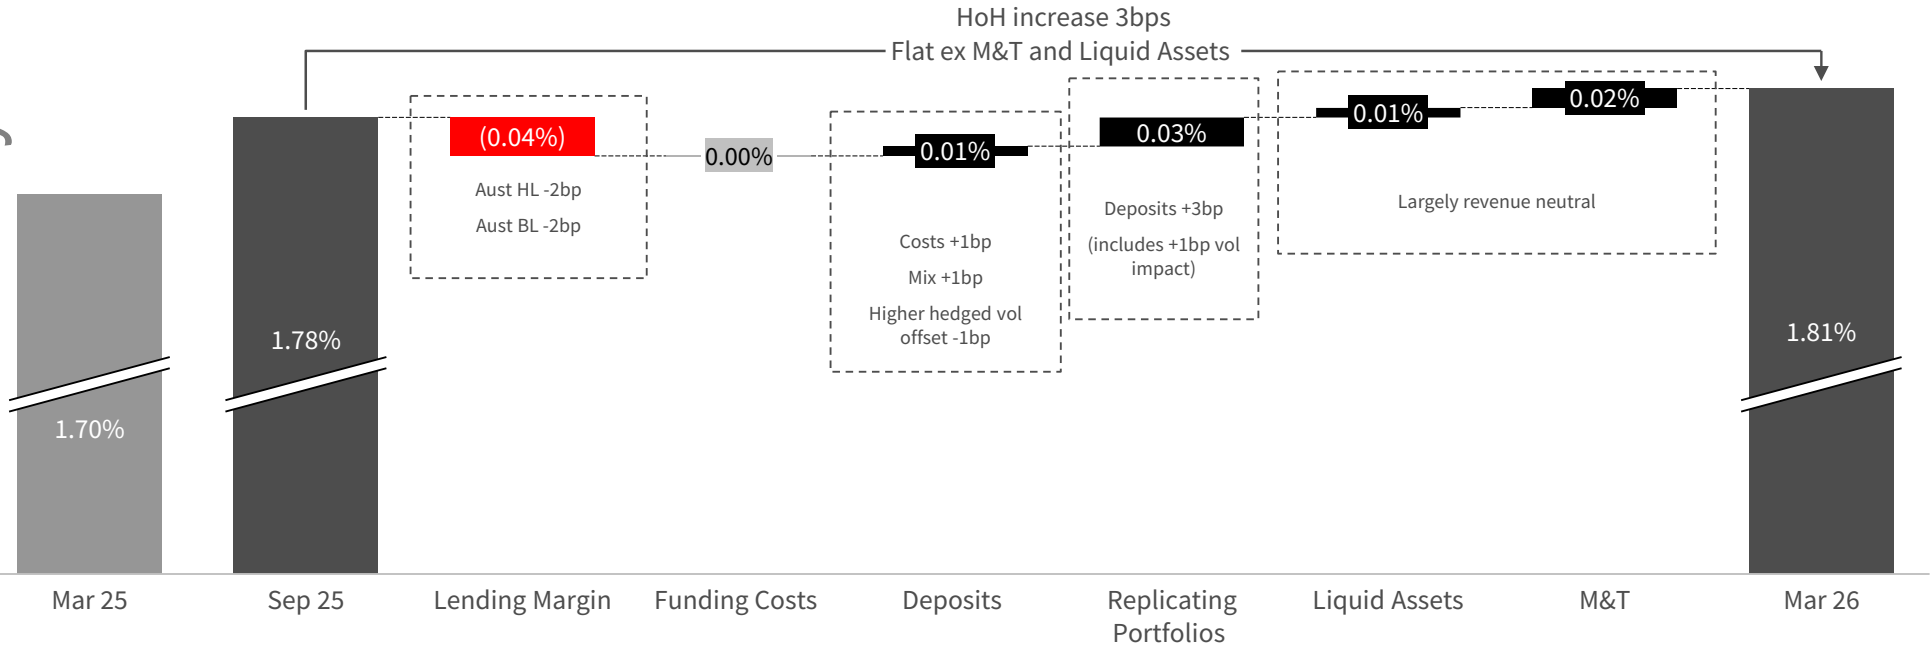 HoH increase 3bps
Flat ex M&T and Liquid Assets
(0.04%)
0.00%
0.01%
0.03%
0.01%
0.02%
Aust HL -2bp
Aust BL -2bp
Costs +1bp
Mix +1bp
Higher hedged vol
offset -1bp
Deposits +3bp
(includes +1bp vol
impact)
Largely revenue neutral
1.70%
1.78%
1.81%
Mar 25
Sep 25
Lending Margin
Funding Costs
Deposits
Replicating
Portfolios
Liquid Assets
M&T
Mar 26